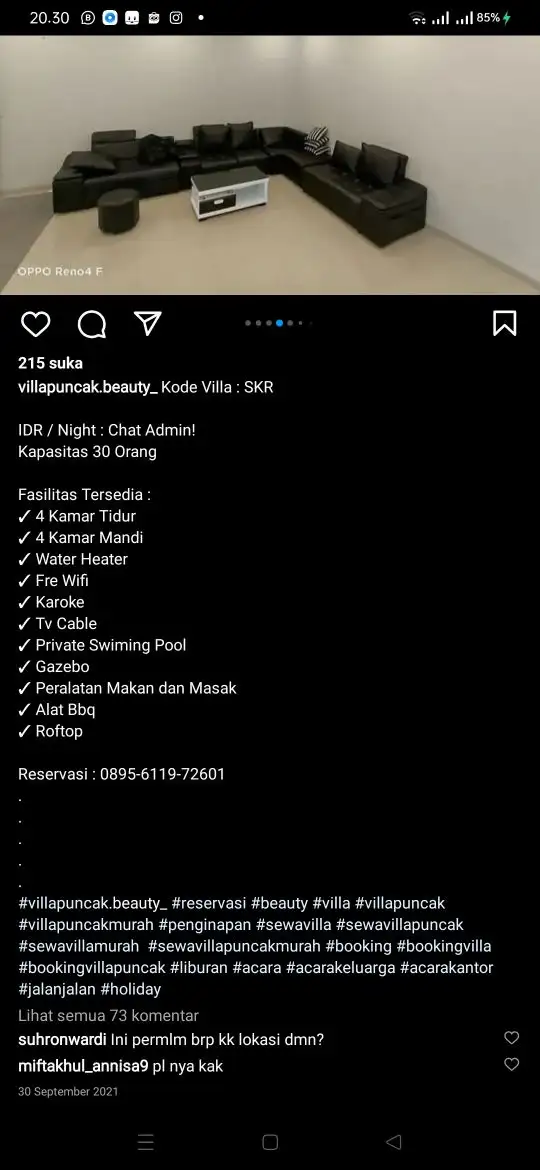 20.30
85%
OPPO Reno4 F
215 suka
villapuncak.beauty_ Kode Villa : SKR
IDR / Night : Chat Admin!
Kapasitas 30 Orang
Fasilitas Tersedia :
✓ 4 Kamar Tidur
✓ 4 Kamar Mandi
✓ Water Heater
✓ Fre Wifi
✓ Karoke
✓ Tv Cable
✓ Private Swiming Pool
✓ Gazebo
✓ Peralatan Makan dan Masak
✓ Alat Bbq
✓ Roftop
Reservasi : 0895-6119-72601
.
.
.
.
.
#villapuncak.beauty_ #reservasi #beauty #villa #villapuncak
#villapuncakmurah #penginapan #sewavilla #sewavillapuncak
#sewavillamurah #sewavillapuncakmurah #booking #bookingvilla
#bookingvillapuncak #liburan #acara #acarakeluarga #acarakantor
#jalanjalan #holiday
Lihat semua 73 komentar
suhronwardi Ini permlm brp kk lokasi dmn?
miftakhul_annisa9 pl nya kak
30 September 2021